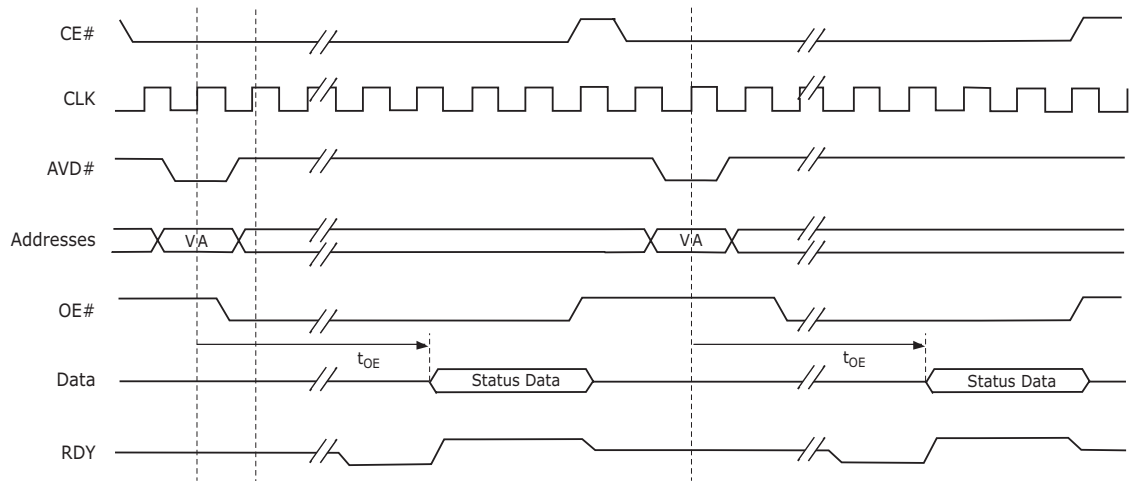 CE#
CLK
AVD#
Addresses
VA
VA
OE#
tOE
tOE
Data
Status Data
Status Data
RDY